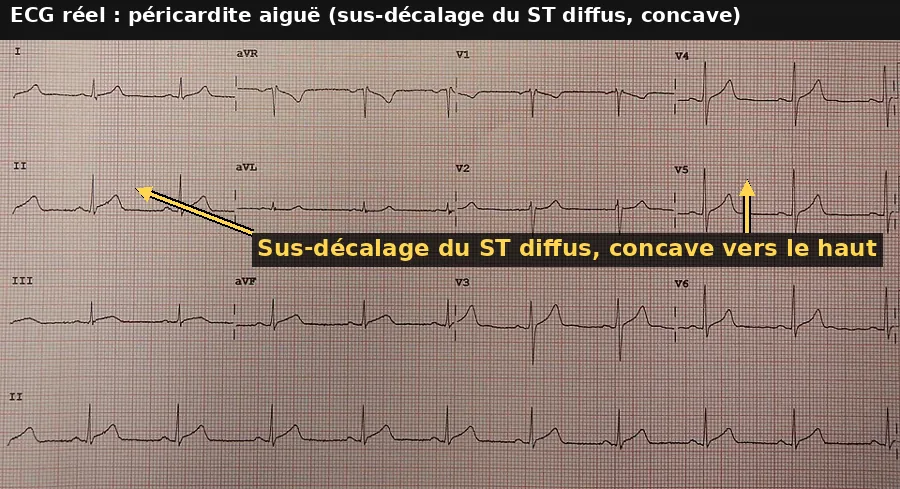 ECG réel : péricardite aiguë (sus-décalage du ST diffus, concave)
I aVR V1 V4
II aVL V2 V5
Sus-décalage du ST diffus, concave vers le haut
III aVF V3 V6
II